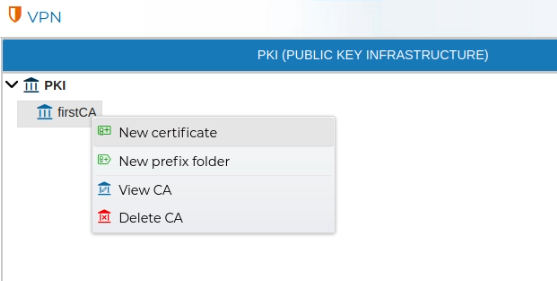 VPN
PKI (PUBLIC KEY INFRASTRUCTURE)
PKI
firstCA
New certificate
New prefix folder
View CA
Delete CA